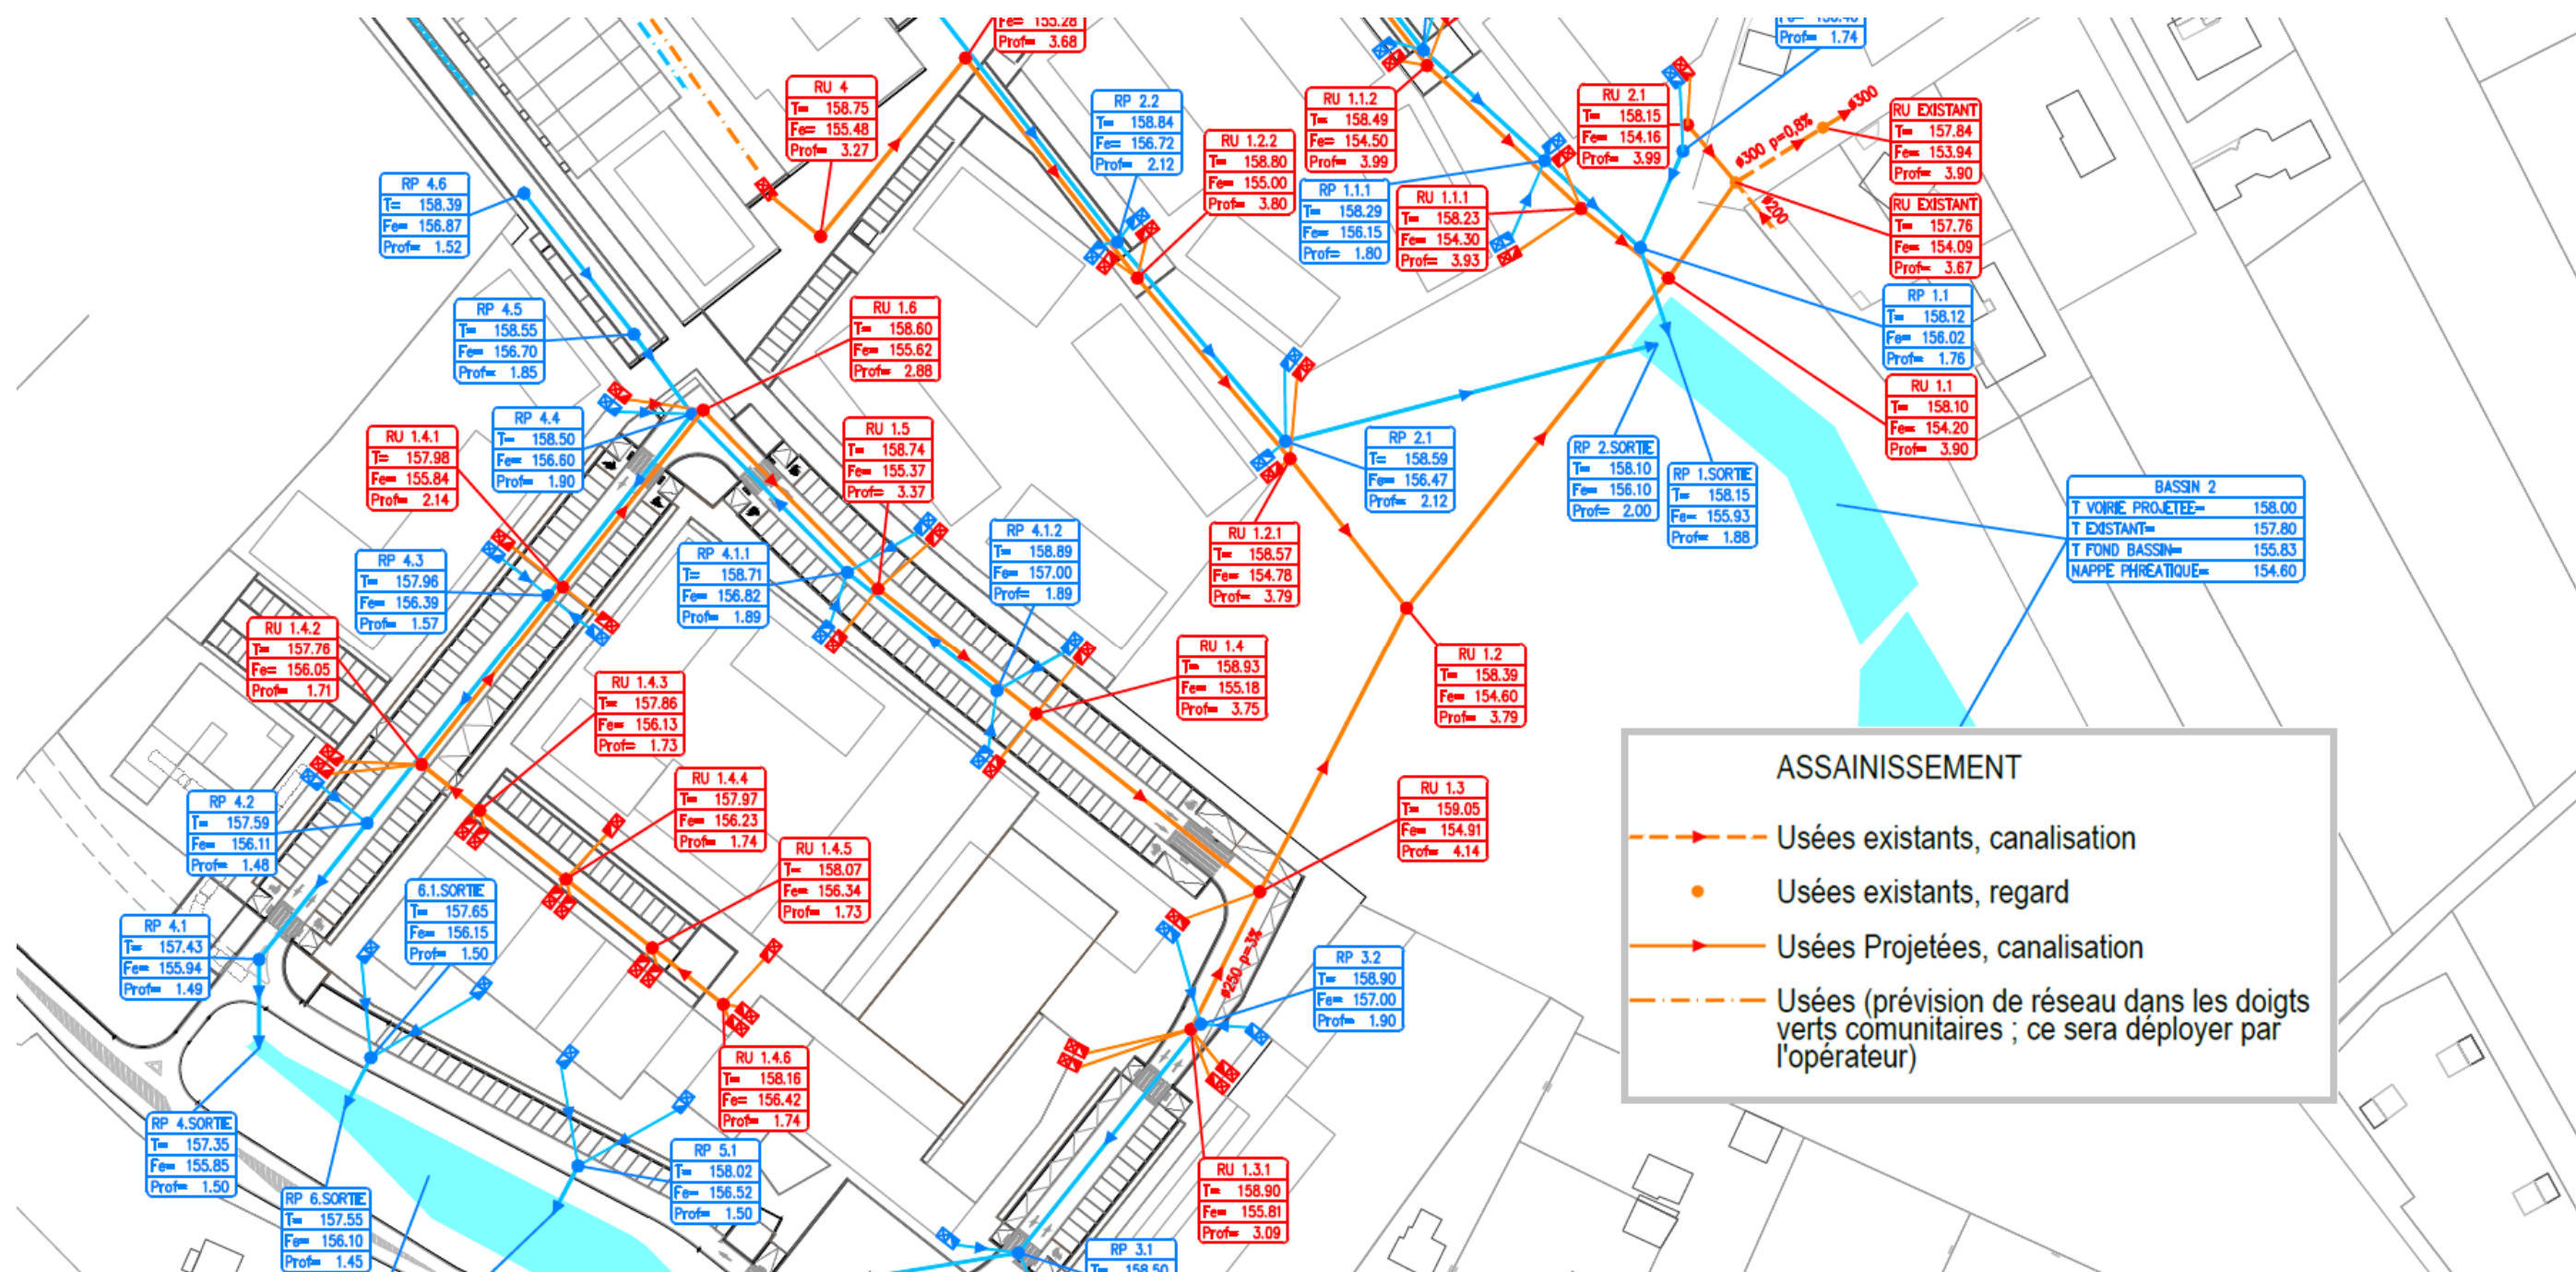 Fe= 155.28
Prof= 3.68
Prof= 1.74
RU 4
T= 158.75
Fe= 155.48
Prof= 3.27
RP 2.2
T= 158.84
Fe= 156.72
Prof= 2.12
RU 1.1.2
T= 158.49
Fe= 154.50
Prof= 3.99
RU 2.1
T= 158.15
Fe= 154.16
Prof= 3.99
ø300 p=0,8%
ø300
ø200
RU EXISTANT
T= 157.84
Fe= 153.94
Prof= 3.90
RU 1.2.2
T= 158.80
Fe= 155.00
Prof= 3.80
RP 4.6
T= 158.39
Fe= 156.87
Prof= 1.52
RP 1.1.1
T= 158.29
Fe= 156.15
Prof= 1.80
RU 1.1.1
T= 158.23
Fe= 154.30
Prof= 3.93
RU EXISTANT
T= 157.76
Fe= 154.09
Prof= 3.67
RP 4.5
T= 158.55
Fe= 156.70
Prof= 1.85
RU 1.6
T= 158.60
Fe= 155.62
Prof= 2.88
RP 1.1
T= 158.12
Fe= 156.02
Prof= 1.76
RU 1.1
T= 158.10
Fe= 154.20
Prof= 3.90
RP 4.4
T= 158.50
Fe= 156.60
Prof= 1.90
RU 1.4.1
T= 157.98
Fe= 155.84
Prof= 2.14
RU 1.5
T= 158.74
Fe= 155.37
Prof= 3.37
RP 2.1
T= 158.59
Fe= 156.47
Prof= 2.12
RP 2.SORTIE
T= 158.10
Fe= 156.10
Prof= 2.00
RP 1.SORTIE
T= 158.15
Fe= 155.93
Prof= 1.88
BASSIN 2
T VOIRIE PROJETEE= 158.00
T EXISTANT= 157.80
T FOND BASSIN= 155.83
NAPPE PHREATIQUE= 154.60
RP 4.3
T= 157.96
Fe= 156.39
Prof= 1.57
RP 4.1.1
T= 158.71
Fe= 156.82
Prof= 1.89
RP 4.1.2
T= 158.89
Fe= 157.00
Prof= 1.89
RU 1.2.1
T= 158.57
Fe= 154.78
Prof= 3.79
RU 1.4.2
T= 157.76
Fe= 156.05
Prof= 1.71
RU 1.4.3
T= 157.86
Fe= 156.13
Prof= 1.73
RU 1.4
T= 158.93
Fe= 155.18
Prof= 3.75
RU 1.2
T= 158.39
Fe= 154.60
Prof= 3.79
RP 4.2
T= 157.59
Fe= 156.11
Prof= 1.48
RU 1.4.4
T= 157.97
Fe= 156.23
Prof= 1.74
RU 1.3
T= 159.05
Fe= 154.91
Prof= 4.14
RU 1.4.5
T= 158.07
Fe= 156.34
Prof= 1.73
RP 4.1
T= 157.43
Fe= 155.94
Prof= 1.49
6.1.SORTIE
T= 157.65
Fe= 156.15
Prof= 1.50
ø250 p=3%
RP 3.2
T= 158.90
Fe= 157.00
Prof= 1.90
RU 1.4.6
T= 158.16
Fe= 156.42
Prof= 1.74
RP 4.SORTIE
T= 157.35
Fe= 155.85
Prof= 1.50
RP 5.1
T= 158.02
Fe= 156.52
Prof= 1.50
RP 6.SORTIE
T= 157.55
Fe= 156.10
Prof= 1.45
RU 1.3.1
T= 158.90
Fe= 155.81
Prof= 3.09
RP 3.1
T= 158.50
ASSAINISSEMENT
Usées existants, canalisation
Usées existants, regard
Usées Projetées, canalisation
Usées (prévision de réseau dans les doigts
verts comunitaires ; ce sera déployer par
l'opérateur)